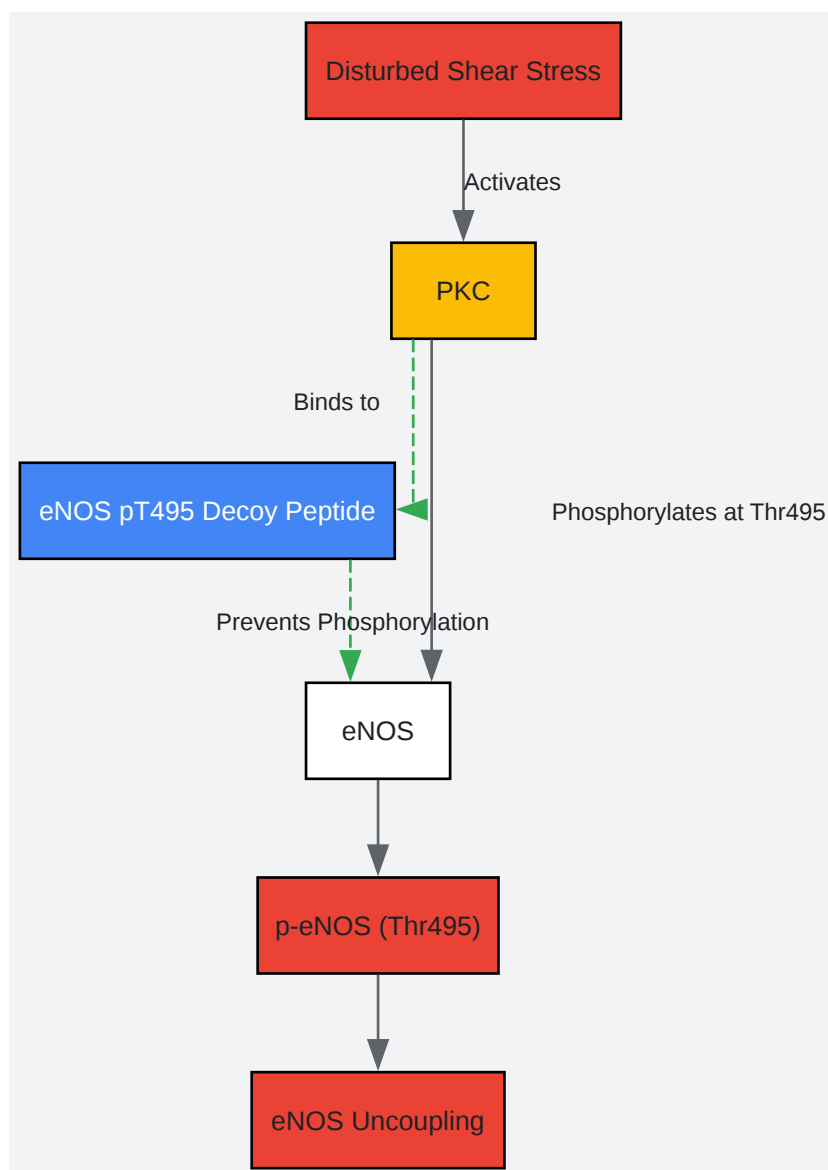 Disturbed Shear Stress
Activates
PKC
Binds to
eNOS pT495 Decoy Peptide
Phosphorylates at Thr495
Prevents Phosphorylation
eNOS
p-eNOS (Thr495)
eNOS Uncoupling